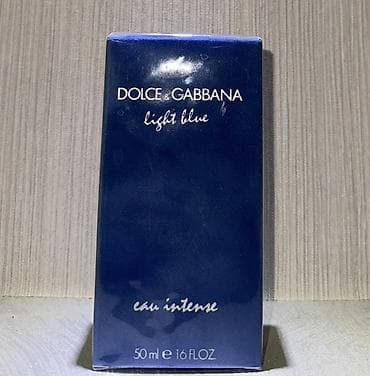 DOLCE & GABBANA
light blue
eau intense
50 ml e 1.6 FL.OZ.